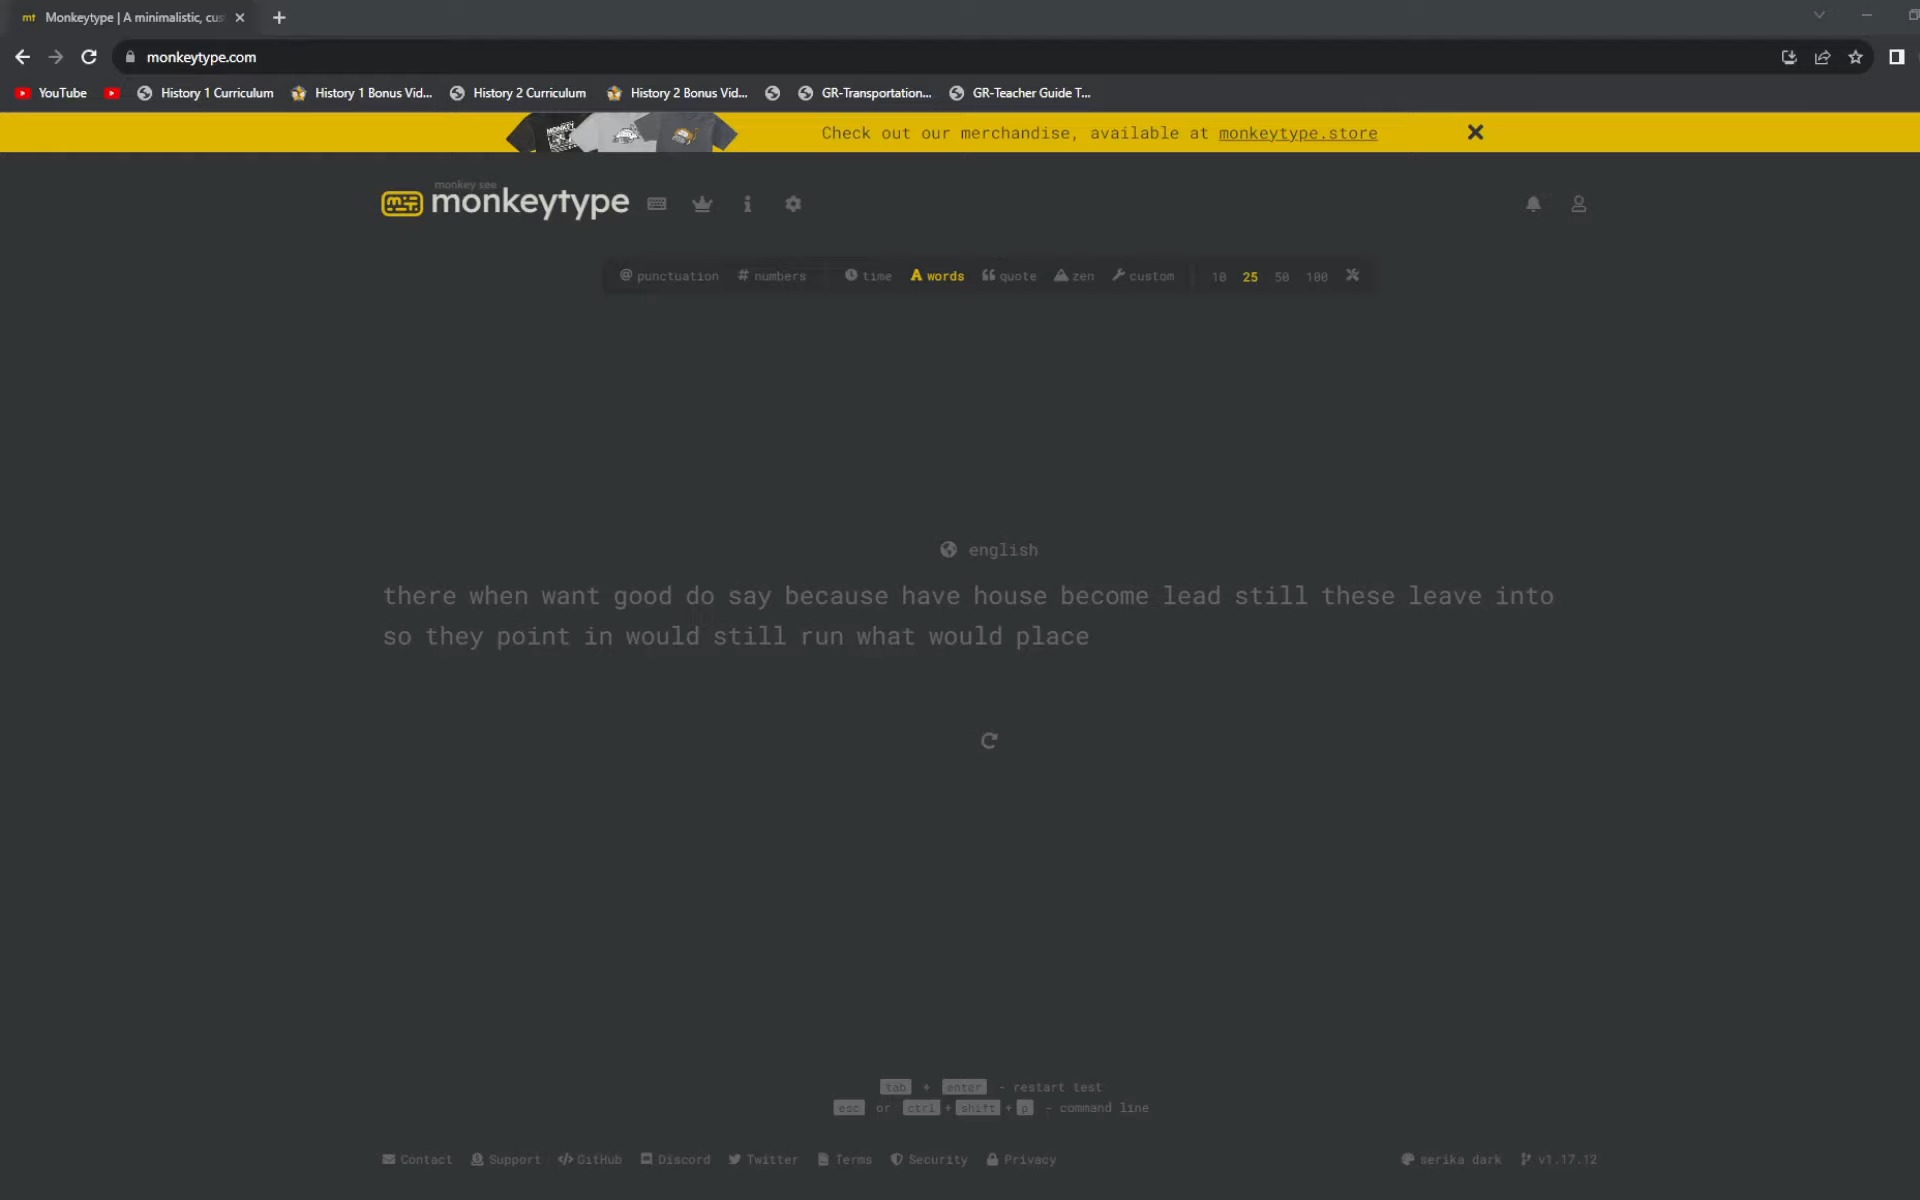 Monkeytype | A minimalistic, cus
monkeytype.com
YouTube History 1 Curriculum History 1 Bonus Vid... History 2 Curriculum History 2 Bonus Vid... GR-Transportation... GR-Teacher Guide T...
MONKEY Check out our merchandise, available at monkeytype.store
monkey see
monkeytype
@ punctuation # numbers time A words quote zen custom 10 25 50 100
english
there when want good do say because have house become lead still these leave into
so they point in would still run what would place
tab + enter - restart test
esc or ctrl + shift + p - command line
Contact Support GitHub Discord Twitter Terms Security Privacy serika dark v1.17.12